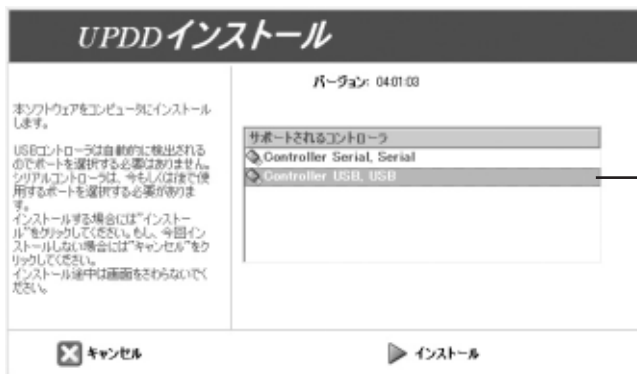 UPDDインストール
バージョン: 04.01.03
本ソフトウェアをコンピュータにインストール
します。
USBコントローラは自動的に検出される
のでポートを選択する必要はありません。
シリアルコントローラは、今もしくは後で使
用するポートを選択する必要がありま
す。
インストールする場合には"インストー
ル"をクリックしてください。もし、今回イン
ストールしない場合には"キャンセル"をク
リックしてください。
インストール途中は画面をさわらないでく
ださい。
サポートされるコントローラ
Controller Serial, Serial
Controller USB, USB
キャンセル
インストール